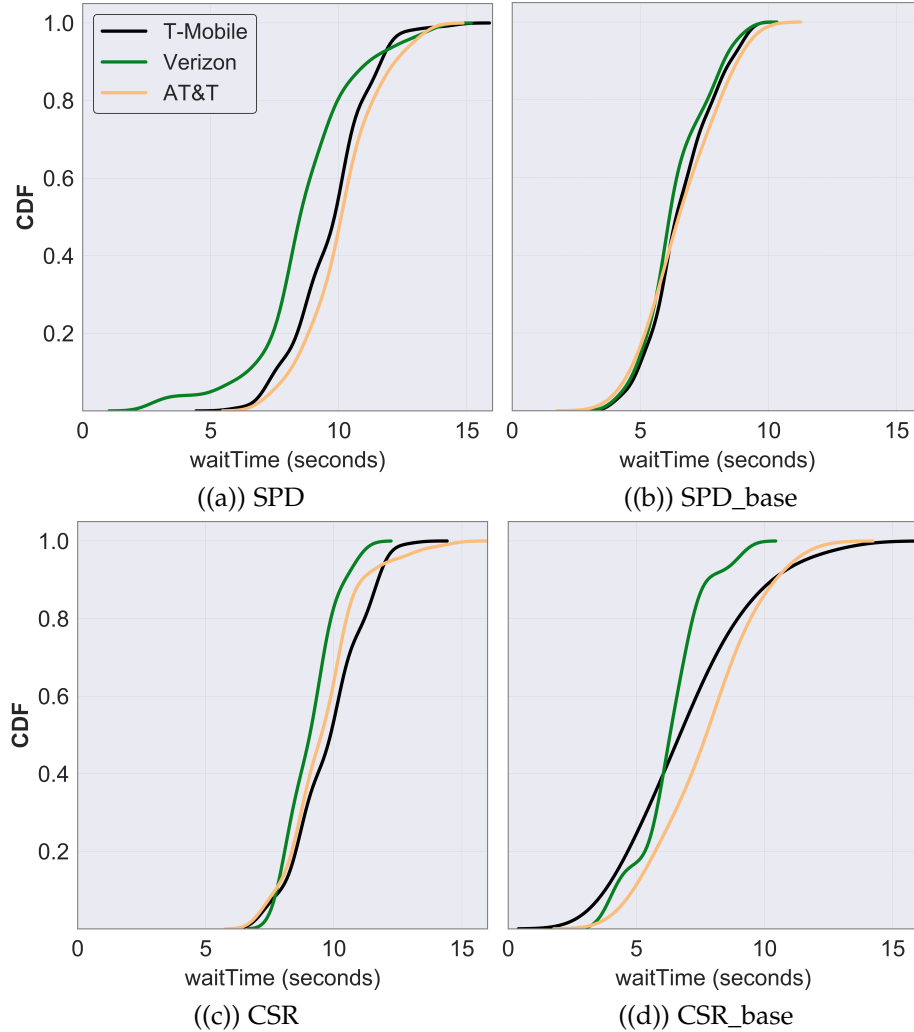 1.0
0.8
0.6
0.4
0.2
CDF
T-Mobile
Verizon
AT&T
0 5 10 15
waitTime (seconds)
((a)) SPD
0 5 10 15
waitTime (seconds)
((b)) SPD_base
1.0
0.8
0.6
0.4
0.2
CDF
0 5 10 15
waitTime (seconds)
((c)) CSR
0 5 10 15
waitTime (seconds)
((d)) CSR_base